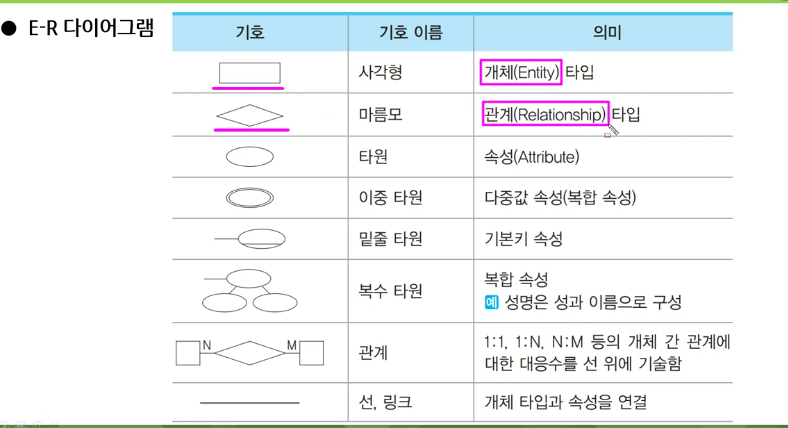 ● E-R 다이어그램
기호 기호 이름 의미
사각형 개체(Entity) 타입
마름모 관계(Relationship) 타입
타원 속성(Attribute)
이중 타원 다중값 속성(복합 속성)
밑줄 타원 기본키 속성
복수 타원 복합 속성
예 성명은 성과 이름으로 구성
N M 관계 1:1, 1:N, N:M 등의 개체 간 관계에
대한 대응수를 선 위에 기술함
선, 링크 개체 타입과 속성을 연결